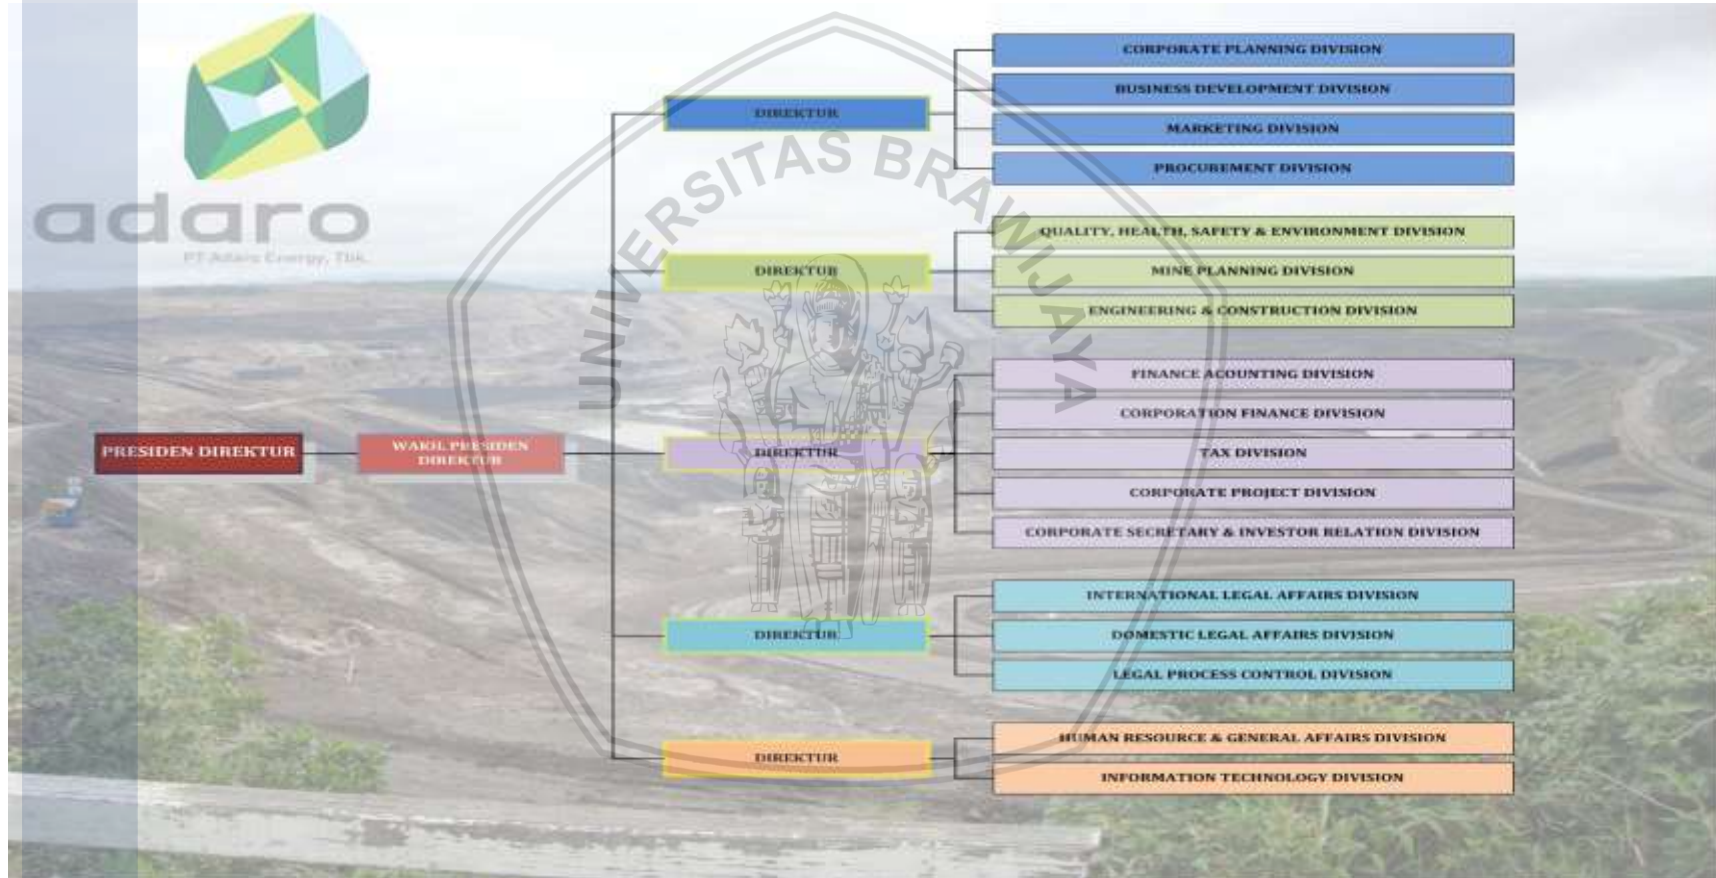 adaro
PT Adaro Energy, Tbk.
UNIVERSITAS BRAWIJAYA
PRESIDEN DIREKTUR
WAKIL PRESIDEN
DIREKTUR
DIREKTUR
CORPORATE PLANNING DIVISION
BUSINESS DEVELOPMENT DIVISION
MARKETING DIVISION
PROCUREMENT DIVISION
DIREKTUR
QUALITY, HEALTH, SAFETY & ENVIRONMENT DIVISION
MINE PLANNING DIVISION
ENGINEERING & CONSTRUCTION DIVISION
DIREKTUR
FINANCE ACOUNTING DIVISION
CORPORATION FINANCE DIVISION
TAX DIVISION
CORPORATE PROJECT DIVISION
CORPORATE SECRETARY & INVESTOR RELATION DIVISION
DIREKTUR
INTERNATIONAL LEGAL AFFAIRS DIVISION
DOMESTIC LEGAL AFFAIRS DIVISION
LEGAL PROCESS CONTROL DIVISION
DIREKTUR
HUMAN RESOURCE & GENERAL AFFAIRS DIVISION
INFORMATION TECHNOLOGY DIVISION